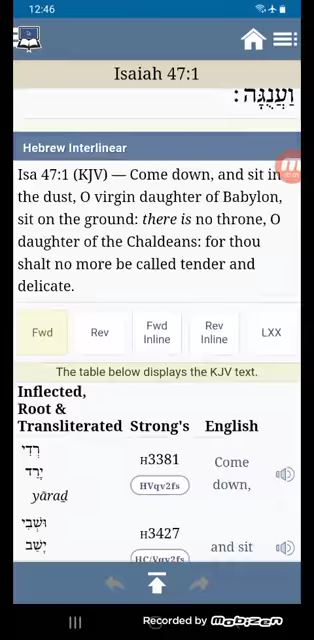 12:46
Isaiah 47:1
וַעֲנֻגָּה׃
Hebrew Interlinear
Isa 47:1 (KJV) — Come down, and sit in
the dust, O virgin daughter of Babylon,
sit on the ground: there is no throne, O
daughter of the Chaldeans: for thou
shalt no more be called tender and
delicate.
Fwd Rev Fwd Inline Rev Inline LXX
The table below displays the KJV text.
Inflected,
Root &
Transliterated Strong's English
רְדִי
יָרַד
yāraḏ
H3381
HVqv2fs
Come
down,
וּשְׁבִי
יָשַׁב
H3427
HC/Vqv2fs
and sit
Recorded by Mobizen